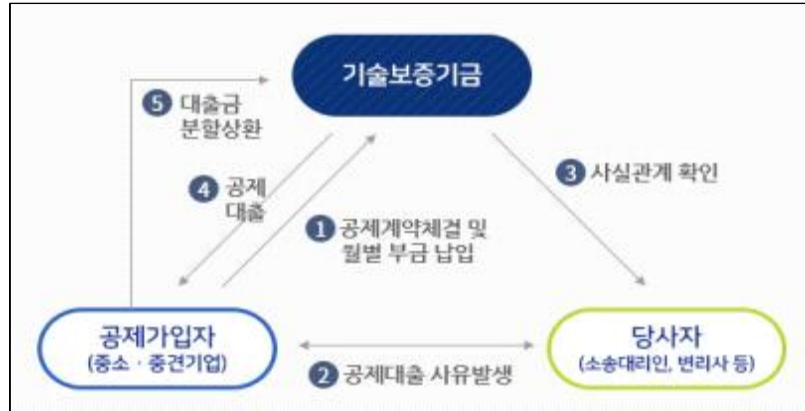 기술보증기금
❺ 대출금
분할상환
❹ 공제
대출
❸ 사실관계 확인
❶ 공제계약체결 및
월별 부금 납입
공제가입자
(중소 · 중견기업)
당사자
(소송대리인, 변리사 등)
❷ 공제대출 사유발생